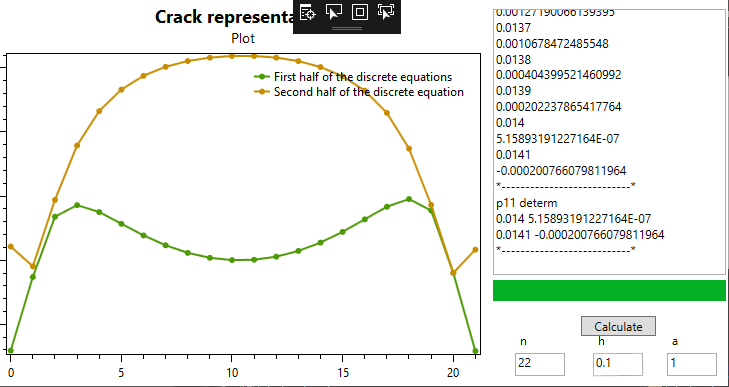 Crack representa
Plot
First half of the discrete equations
Second half of the discrete equation
0
5
10
15
20
0.00127190066139395
0.0137
0.0010678472485548
0.0138
0.000404399521460992
0.0139
0.000202237865417764
0.014
5.15893191227164E-07
0.0141
-0.000200766079811964
*--------------------------*
p11 determ
0.014 5.15893191227164E-07
0.0141 -0.000200766079811964
*--------------------------*
Calculate
n h a
22 0.1 1